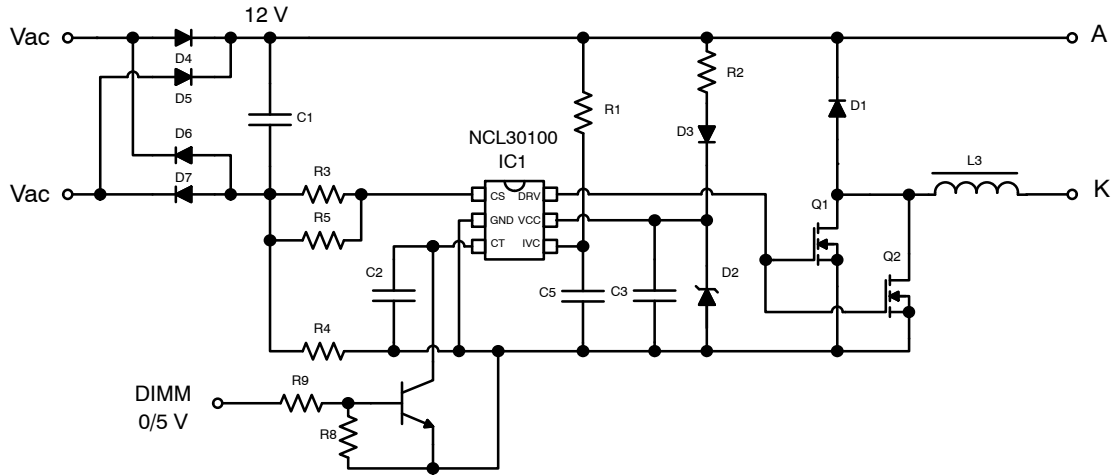 12 V
Vac
A
D4
D5
R2
R1
D1
C1
D3
D6
NCL30100
IC1
L3
Vac
D7
R3
CS
DRV
Q1
K
GND
VCC
R5
CT
IVC
Q2
C2
D2
C5
C3
R4
DIMM
0/5 V
R9
R8